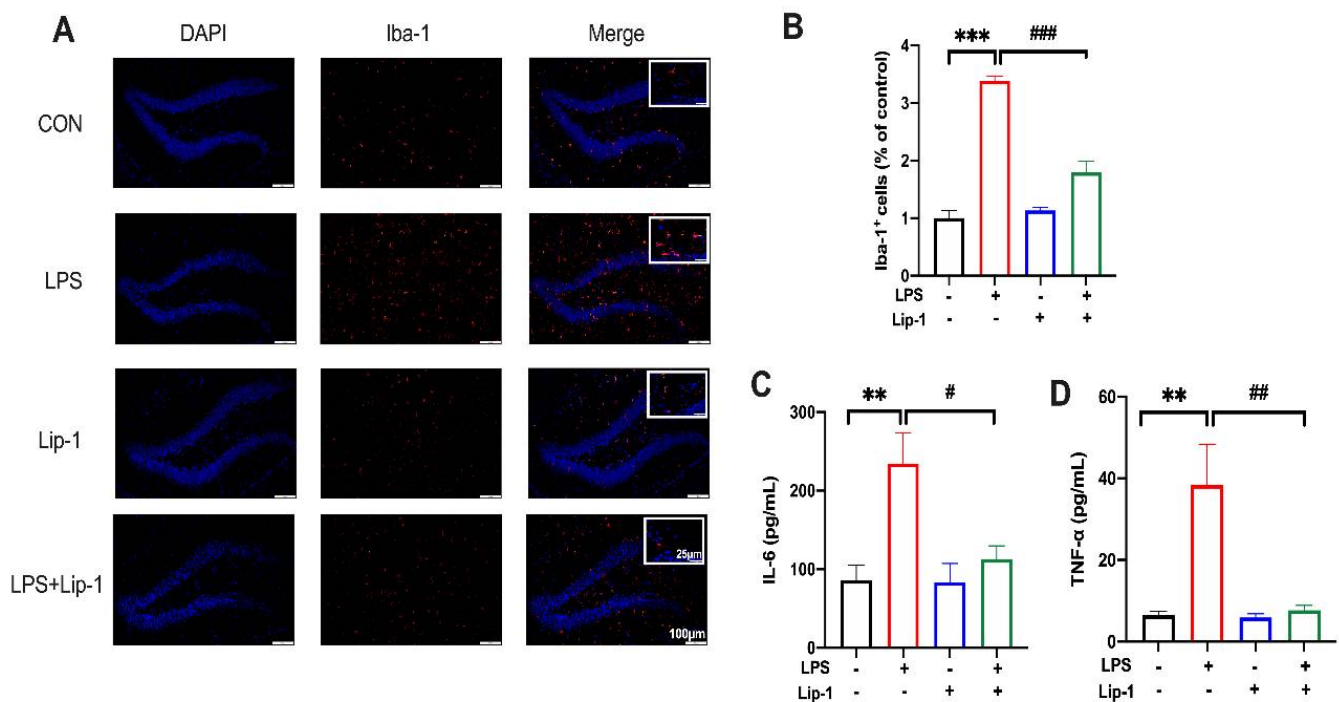 A
DAPI Iba-1 Merge
CON
LPS
Lip-1
LPS+Lip-1
25μm
100μm
B
*** ###
Iba-1⁺ cells (% of control)
4
3
2
1
0
LPS - + - +
Lip-1 - - + +
C
** #
IL-6 (pg/mL)
300
200
100
0
LPS - + - +
Lip-1 - - + +
D
** ##
TNF-α (pg/mL)
60
40
20
0
LPS - + - +
Lip-1 - - + +